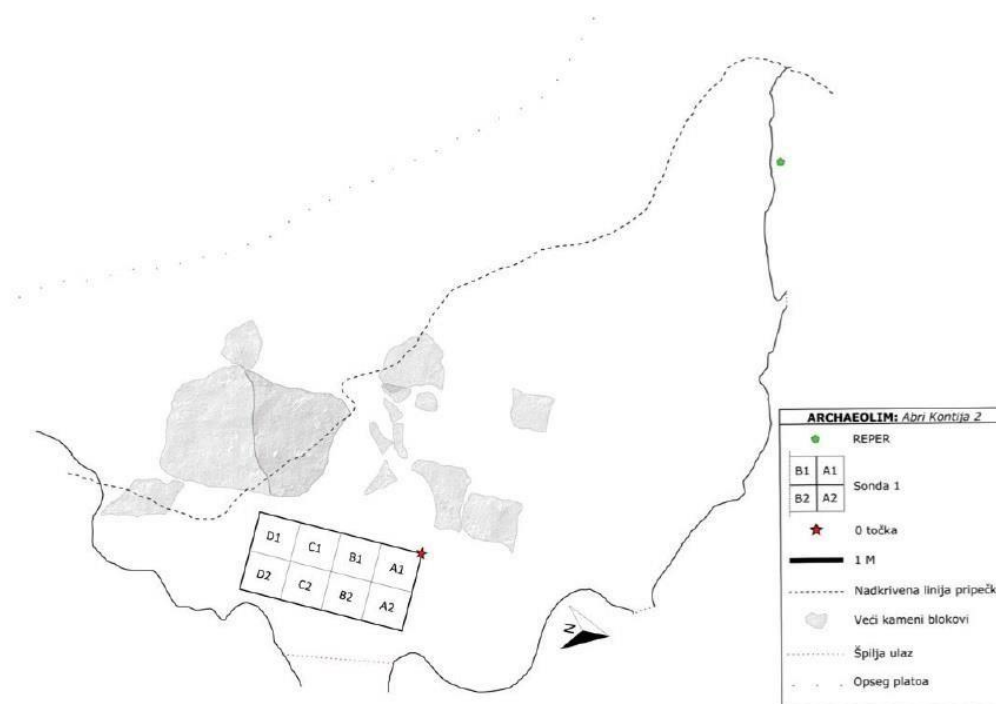 D1 C1 B1 A1
D2 C2 B2 A2
N
ARCHAEOLIM: Abri Kontija 2
REPER
B1 A1
B2 A2
Sonda 1
0 točka
1 M
Nadkrivena linija pripečk
Veći kameni blokovi
Špilja ulaz
Opseg platoa